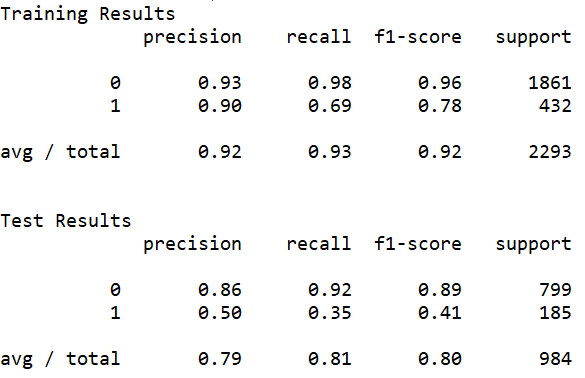 Training Results
precision recall f1-score support
0 0.93 0.98 0.96 1861
1 0.90 0.69 0.78 432
avg / total 0.92 0.93 0.92 2293
Test Results
precision recall f1-score support
0 0.86 0.92 0.89 799
1 0.50 0.35 0.41 185
avg / total 0.79 0.81 0.80 984